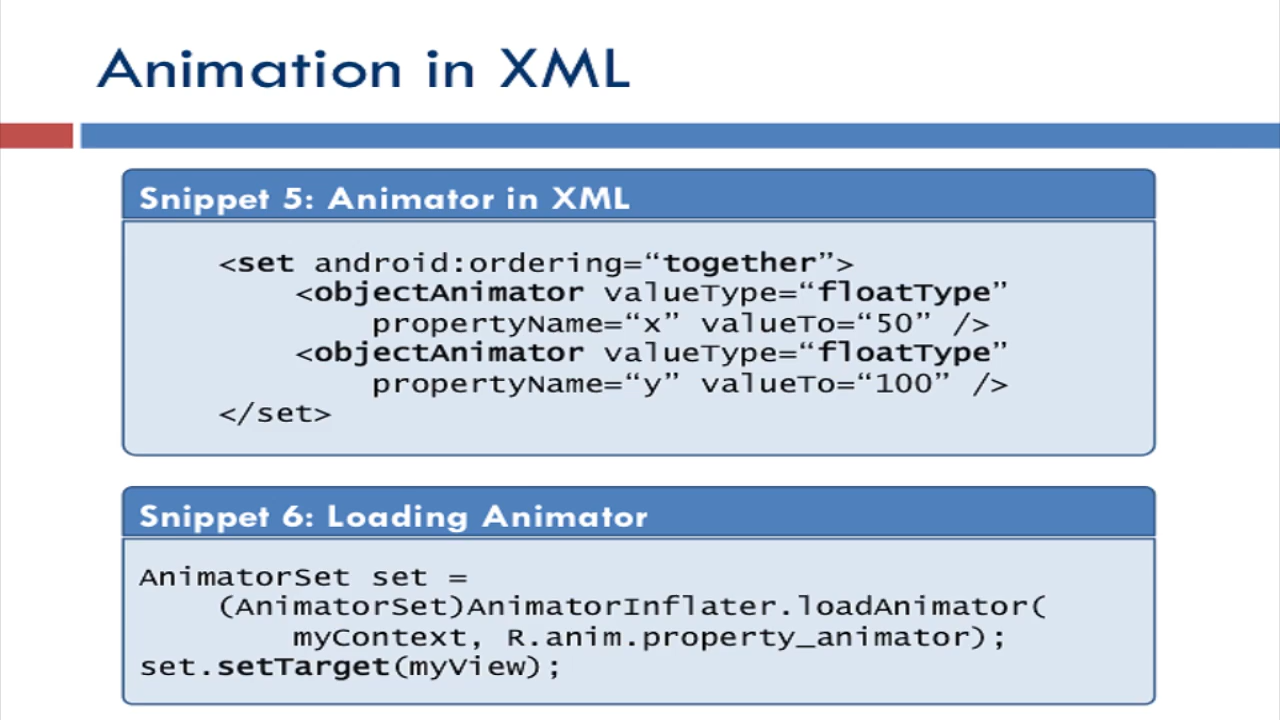 Animation in XML
Snippet 5: Animator in XML
<set android:ordering=“together”>
<objectAnimator valueType=“floatType”
propertyName=“x” valueTo=“50” />
<objectAnimator valueType=“floatType”
propertyName=“y” valueTo=“100” />
</set>
Snippet 6: Loading Animator
AnimatorSet set =
(AnimatorSet)AnimatorInflater.loadAnimator(
myContext, R.anim.property_animator);
set.setTarget(myView);